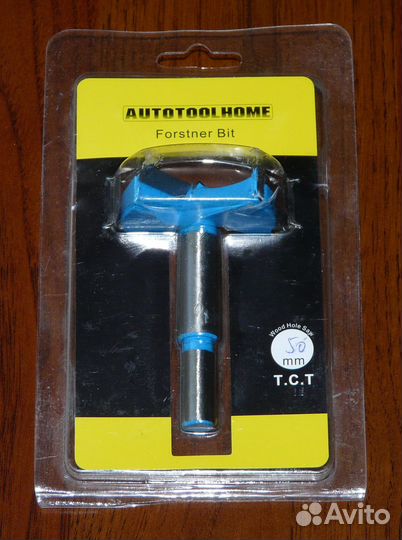 AUTOTOOLHOME
Forstner Bit
Wood Hole Saw
50
mm
T.C.T
Avito